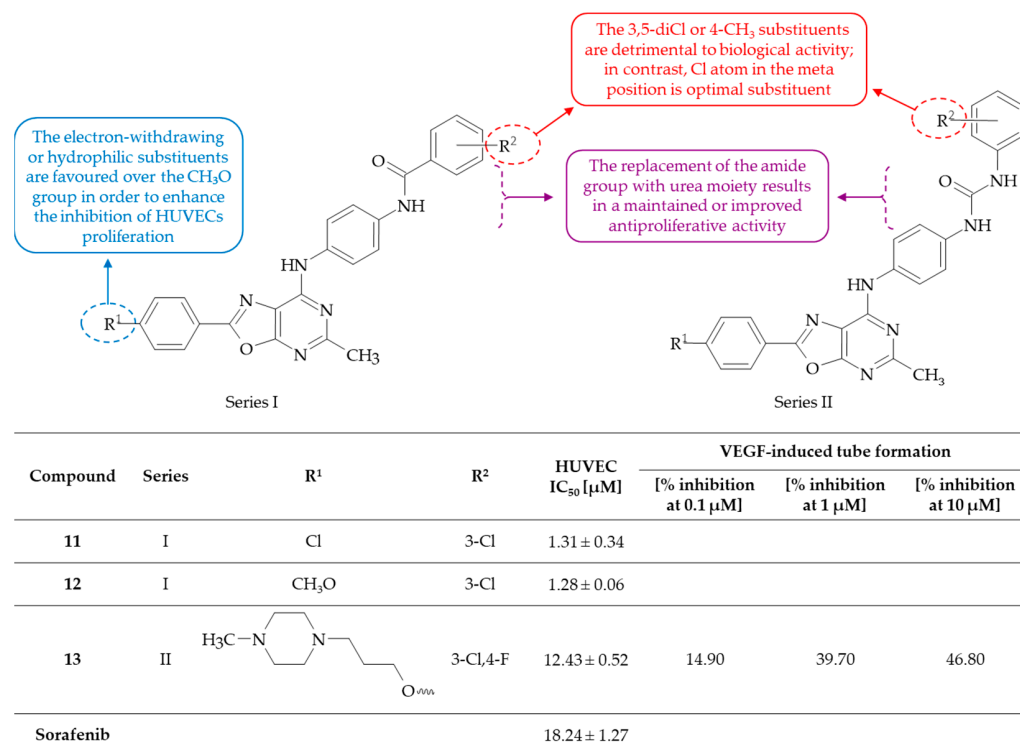 The 3,5-diCl or 4-CH₃ substituents
are detrimental to biological activity;
in contrast, Cl atom in the meta
position is optimal substituent
The electron-withdrawing
or hydrophilic substituents
are favoured over the CH₃O
group in order to enhance
the inhibition of HUVECs
proliferation
The replacement of the amide
group with urea moiety results
in a maintained or improved
antiproliferative activity
R²
O
NH
HN
R¹
N
N
O
N
CH3
Series I
R²
NH
O
NH
HN
R¹
N
N
O
N
CH₃
Series II
Compound Series R¹ R² HUVEC IC₅₀ [µM] VEGF-induced tube formation
[% inhibition at 0.1 µM] [% inhibition at 1 µM] [% inhibition at 10 µM]
11 I Cl 3-Cl 1.31 ± 0.34
12 I CH₃O 3-Cl 1.28 ± 0.06
H₃C N N
O
13 II 3-Cl,4-F 12.43 ± 0.52 14.90 39.70 46.80
Sorafenib 18.24 ± 1.27